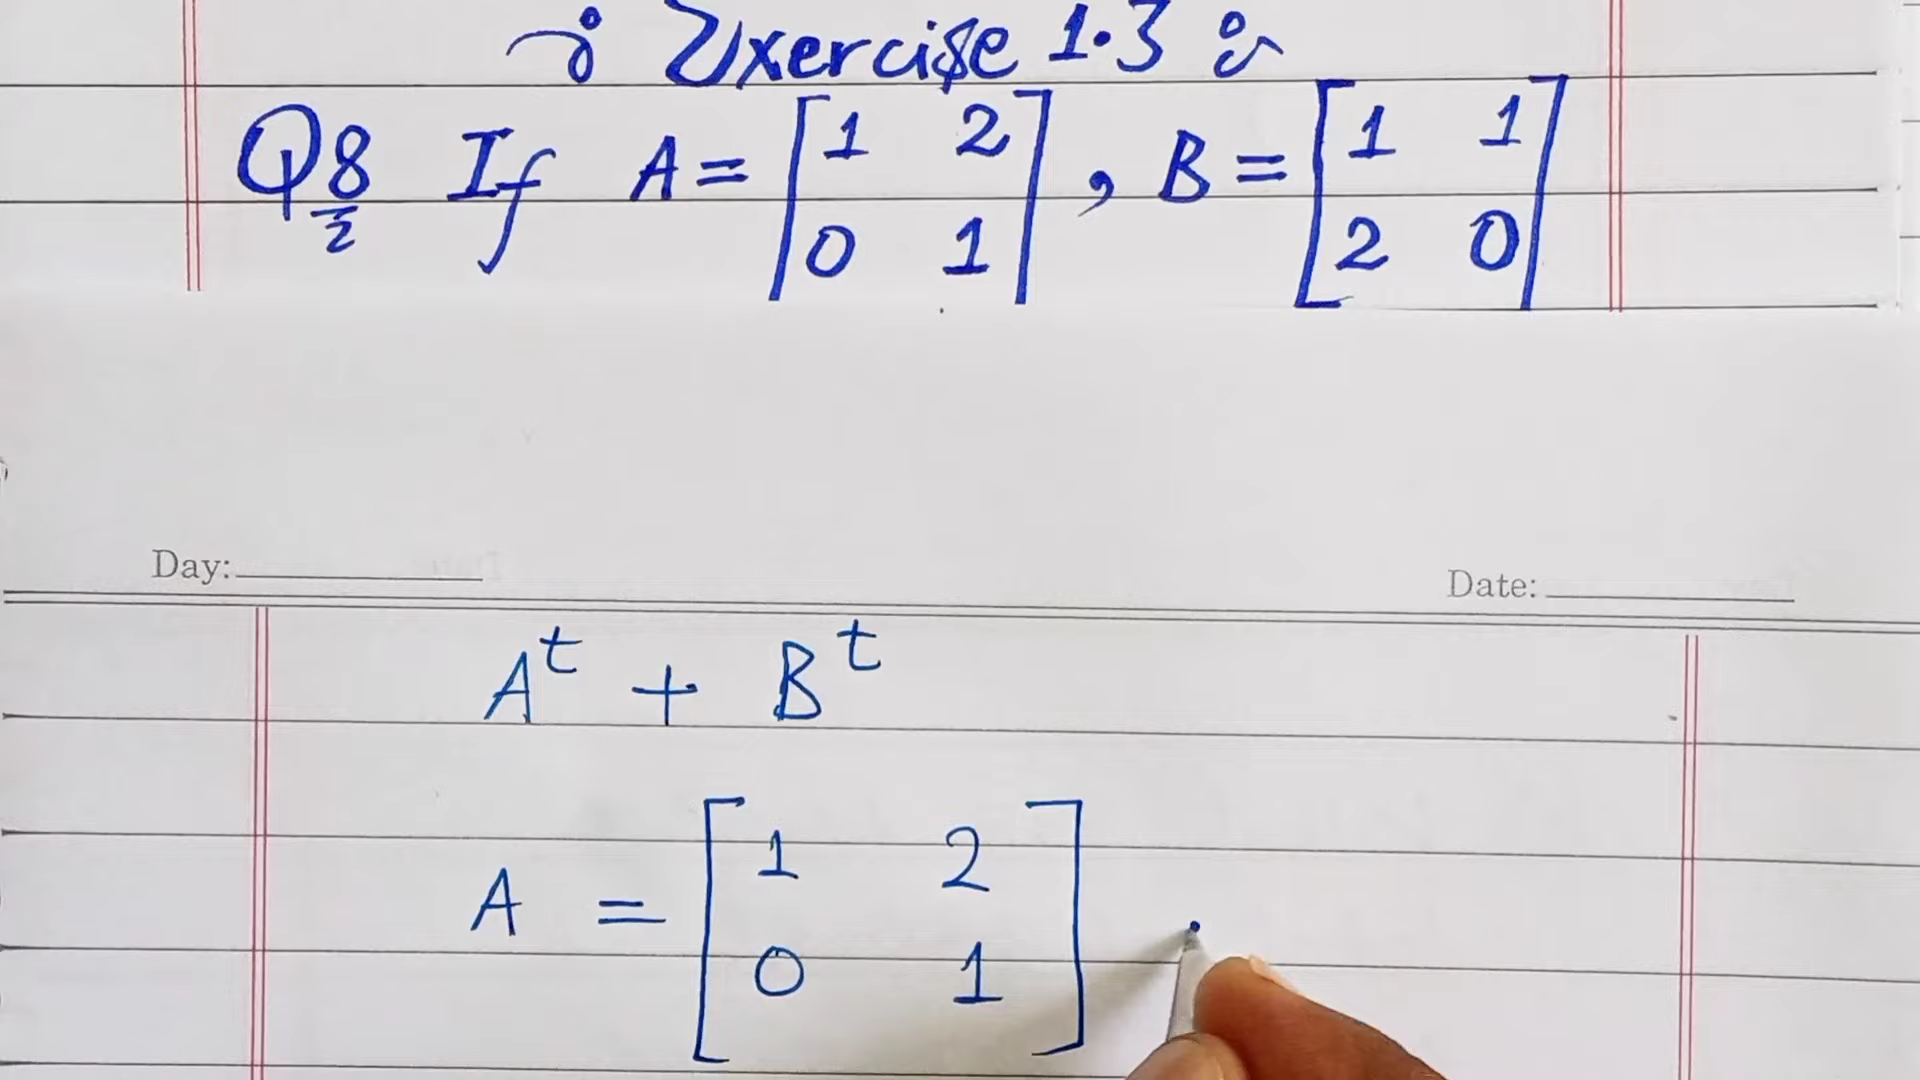 Exercise 1.3
Q8 If A = [1 2 0 1], B = [1 1 2 0]
Day: Date:
A^t + B^t
A = [1 2 0 1]